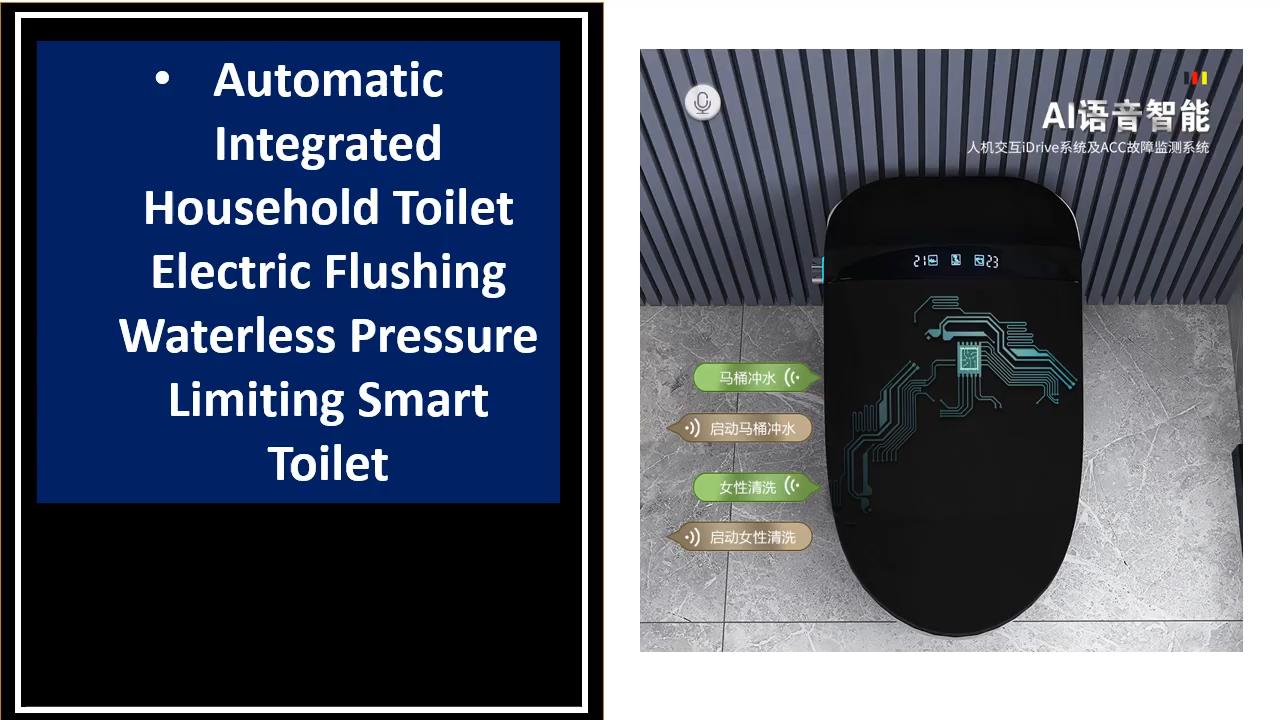 • Automatic
Integrated
Household Toilet
Electric Flushing
Waterless Pressure
Limiting Smart
Toilet
AI语音智能
人机交互iDrive系统及ACC故障监测系统
21 23
马桶冲水
启动马桶冲水
女性清洗
启动女性清洗